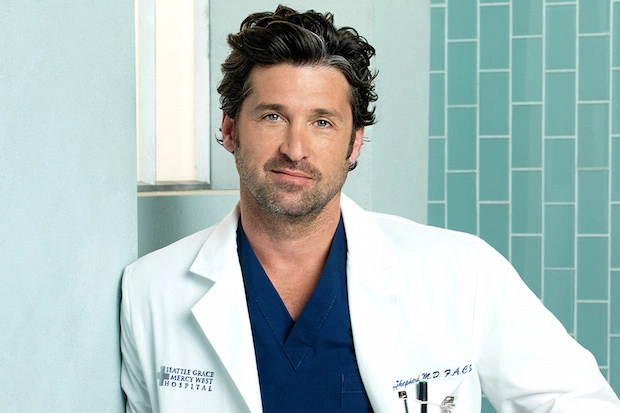 SEATTLE GRACE
MERCY WEST
HOSPITAL
Shepherd M.D. F.A.C.S